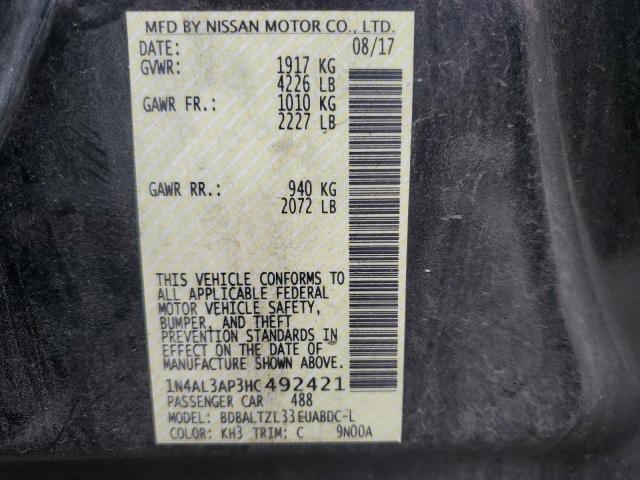 MFD BY NISSAN MOTOR CO., LTD.
DATE: 08/17
GVWR: 1917 KG
4226 LB
GAWR FR.: 1010 KG
2227 LB
GAWR RR.: 940 KG
2072 LB
THIS VEHICLE CONFORMS TO
ALL APPLICABLE FEDERAL
MOTOR VEHICLE SAFETY,
BUMPER, AND THEFT
PREVENTION STANDARDS IN
EFFECT ON THE DATE OF
MANUFACTURE SHOWN ABOVE.
1N4AL3AP3HC492421
PASSENGER CAR 488
MODEL: BDBALTZL33EUABDC-L
COLOR: KH3 TRIM; C 9N00A